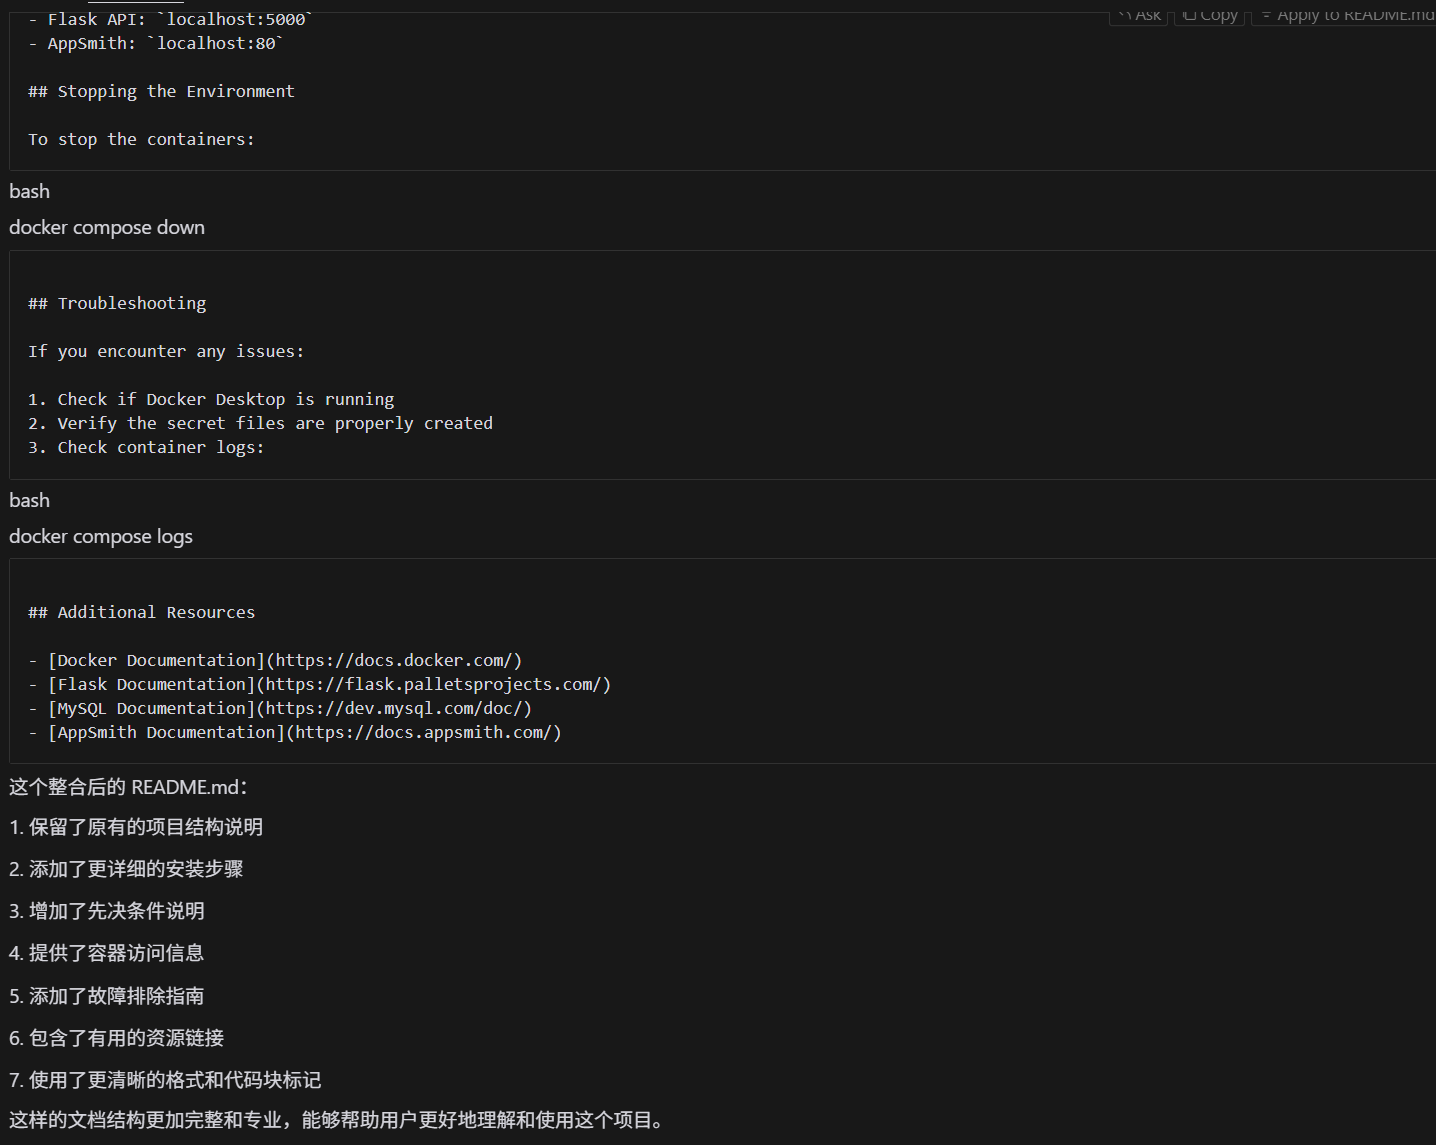 - Flask API: `localhost:5000`
Ask Copy Apply to README.md
- AppSmith: `localhost:80`
## Stopping the Environment
To stop the containers:
bash
docker compose down
## Troubleshooting
If you encounter any issues:
1. Check if Docker Desktop is running
2. Verify the secret files are properly created
3. Check container logs:
bash
docker compose logs
## Additional Resources
- [Docker Documentation](https://docs.docker.com/)
- [Flask Documentation](https://flask.palletsprojects.com/)
- [MySQL Documentation](https://dev.mysql.com/doc/)
- [AppSmith Documentation](https://docs.appsmith.com/)
这个整合后的 README.md：
1. 保留了原有的项目结构说明
2. 添加了更详细的安装步骤
3. 增加了先决条件说明
4. 提供了容器访问信息
5. 添加了故障排除指南
6. 包含了有用的资源链接
7. 使用了更清晰的格式和代码块标记
这样的文档结构更加完整和专业，能够帮助用户更好地理解和使用这个项目。